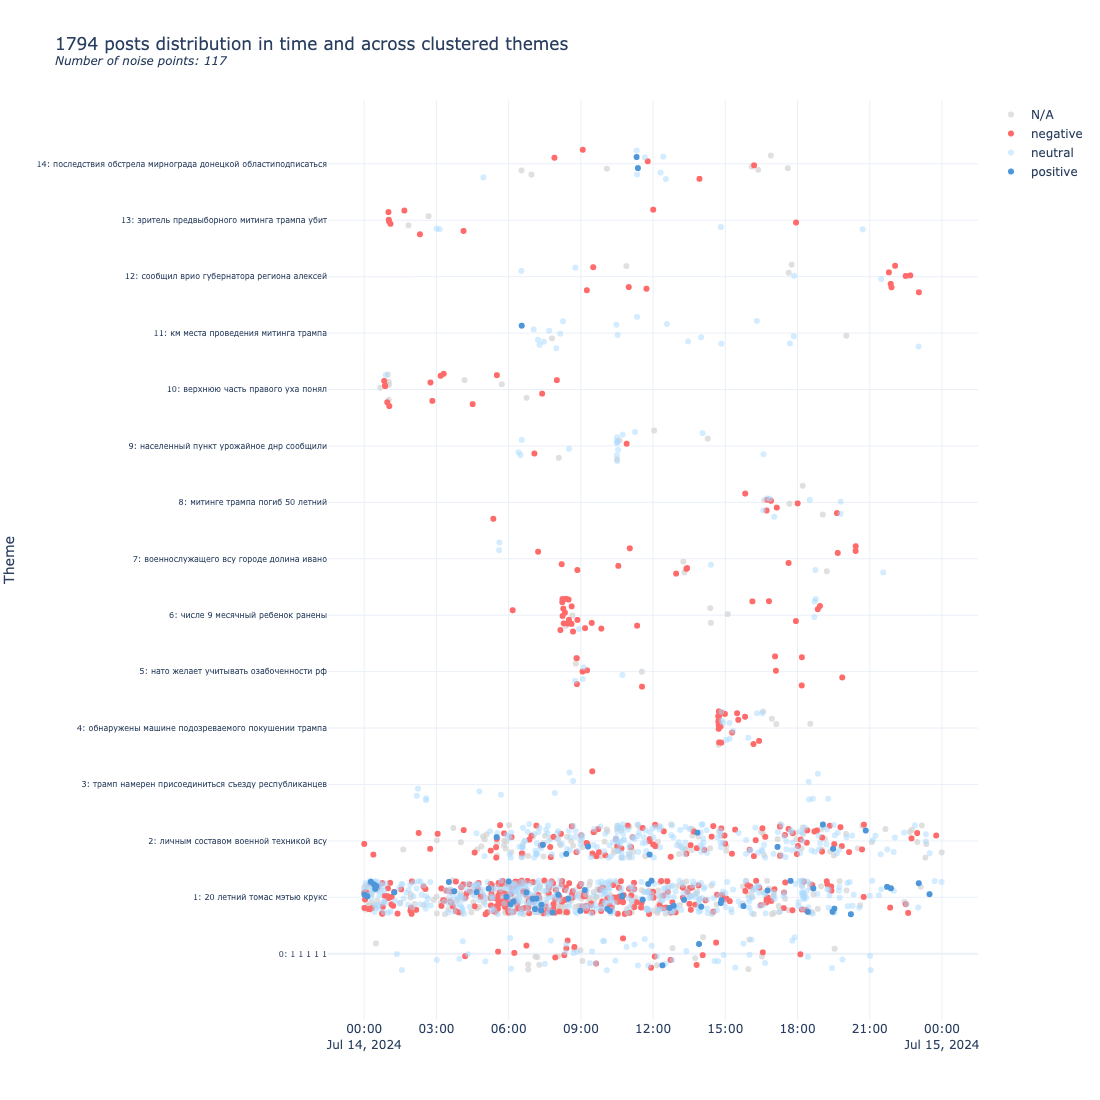 1794 posts distribution in time and across clustered themes
Number of noise points: 117
N/A
negative
neutral
positive
Theme
14: последствия обстрела мирнограда донецкой областиподписаться
13: зритель предвыборного митинга трампа убит
12: сообщил врио губернатора региона алексей
11: км места проведения митинга трампа
10: верхнюю часть правого уха понял
9: населенный пункт урожайное днр сообщили
8: митинге трампа погиб 50 летний
7: военнослужащего всу городе долина ивано
6: числе 9 месячный ребенок ранены
5: нато желает учитывать озабоченности рф
4: обнаружены машине подозреваемого покушении трампа
3: трамп намерен присоединиться съезду республиканцев
2: личным составом военной техникой всу
1: 20 летний томас мэтью крукс
0: 1 1 1 1 1
00:00 03:00 06:00 09:00 12:00 15:00 18:00 21:00 00:00
Jul 14, 2024 Jul 15, 2024